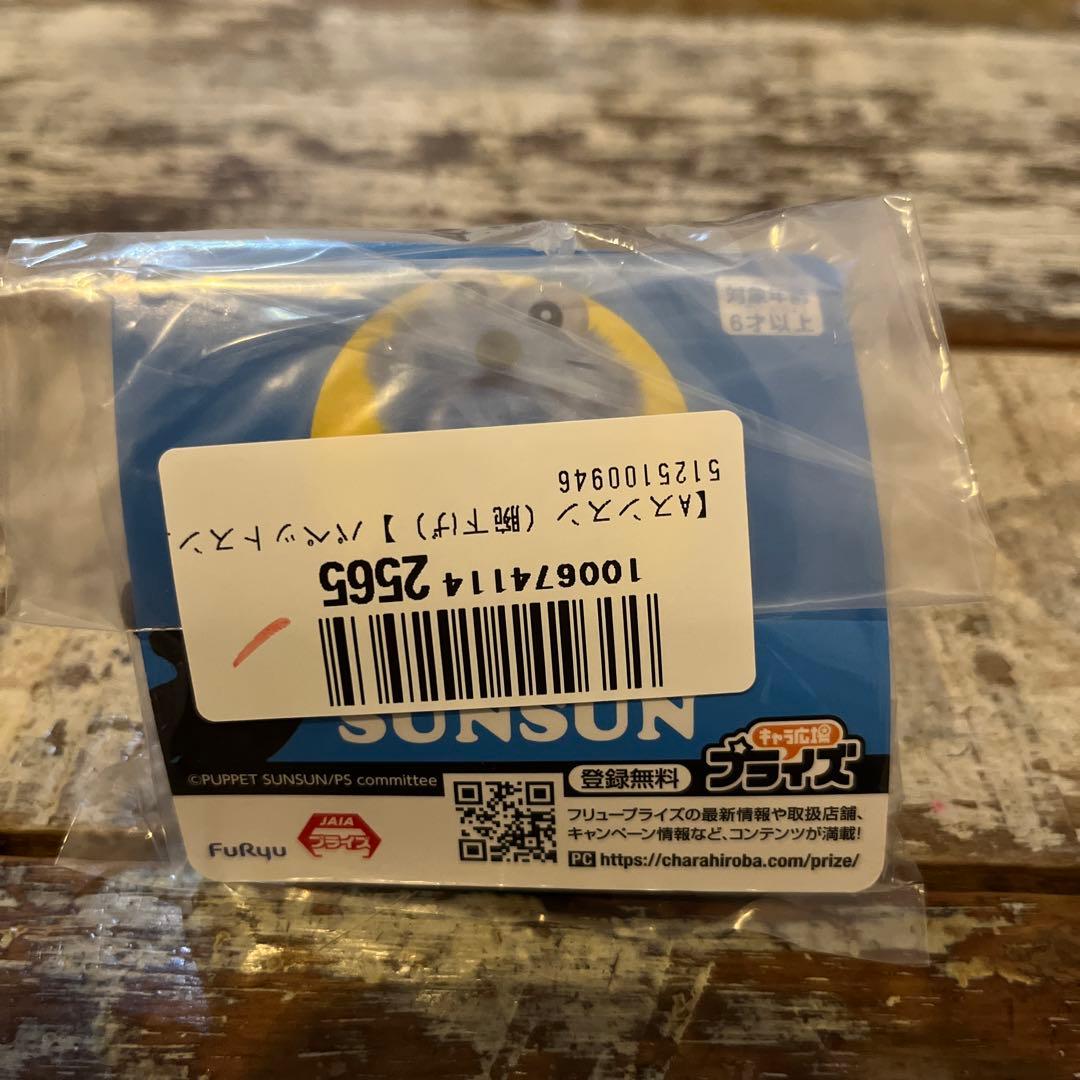 対象年齢
6才以上
5125100946
【Aスンスン (腕下げ) 】パペットスン
100674114 2565
SUNSUN
キャラ広場
プライズ
©PUPPET SUNSUN/PS committee
登録無料
FuRyu
JAIA
プライズ
フリュープライズの最新情報や取扱店舗、
キャンペーン情報など、コンテンツが満載!
PC https://charahiroba.com/prize/